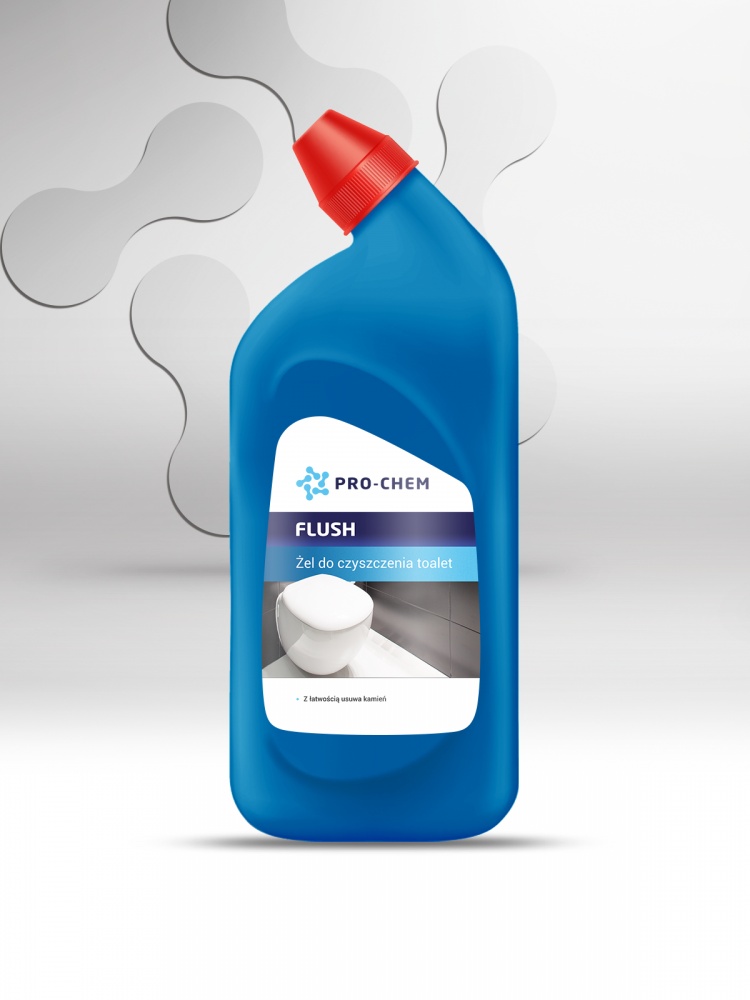 PRO-CHEM
FLUSH
Żel do czyszczenia toalet
Z łatwością usuwa kamień